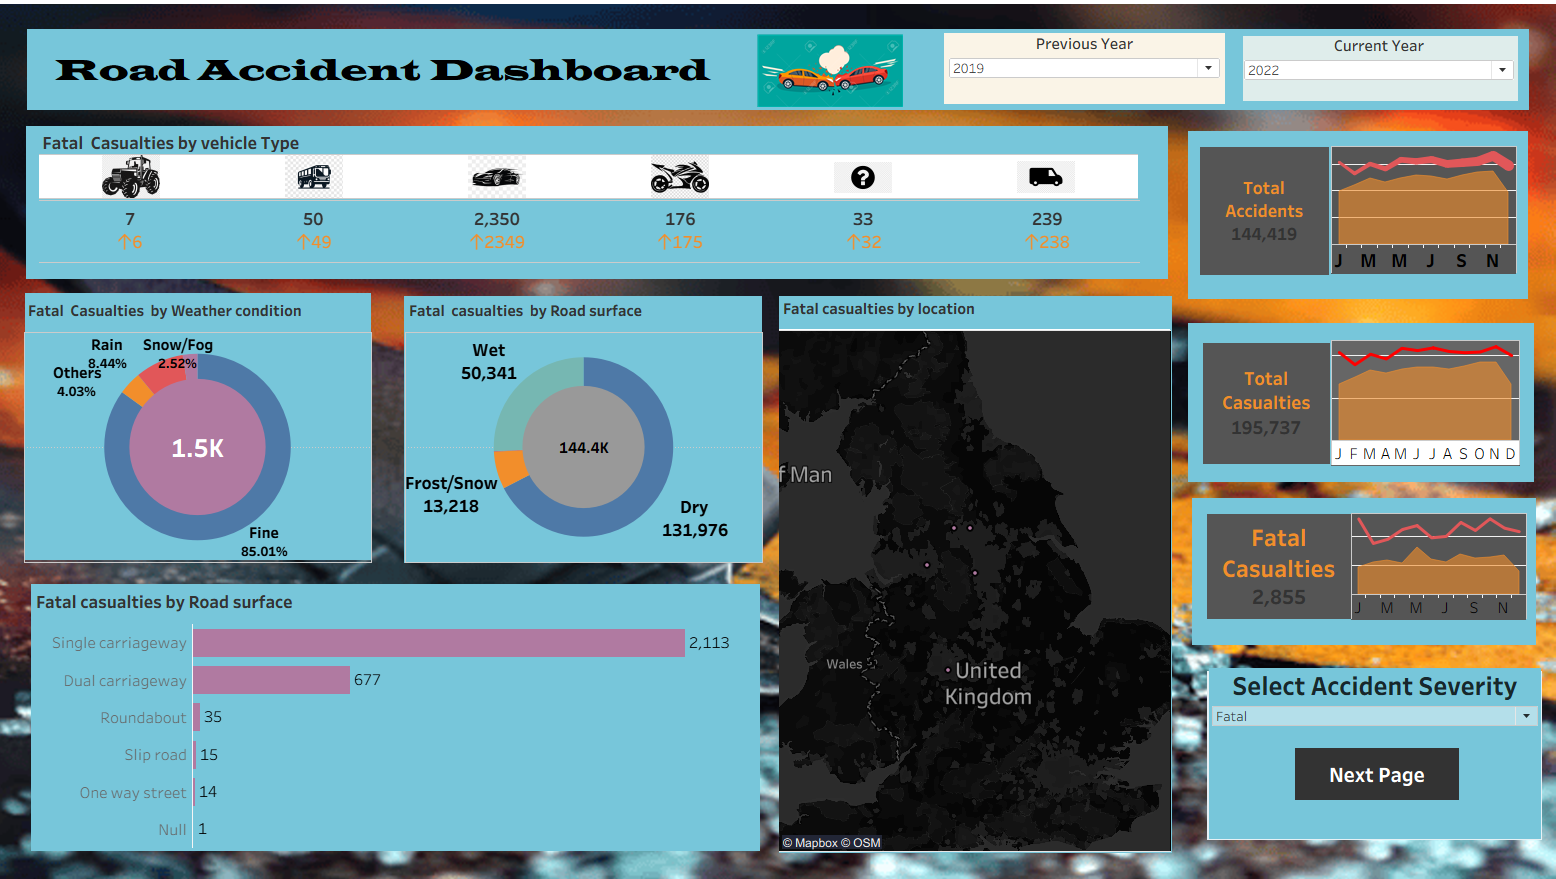 Road Accident Dashboard
Previous Year
2019
Current Year
2022
Fatal Casualties by vehicle Type
?
7 50 2,350 176 33 239
↑6 ↑49 ↑2349 ↑175 ↑32 ↑238
Total
Accidents
144,419
J M M J S N
Fatal Casualties by Weather condition
Rain
8.44%
Snow/Fog
2.52%
Others
4.03%
1.5K
Fine
85.01%
Fatal casualties by Road surface
Wet
50,341
144.4K
Frost/Snow
13,218
Dry
131,976
Fatal casualties by location
f Man
Wales
United
Kingdom
© Mapbox © OSM
Total
Casualties
195,737
J F M A M J J A S O N D
Fatal
Casualties
2,855
J M M J S N
Fatal casualties by Road surface
Single carriageway 2,113
Dual carriageway 677
Roundabout 35
Slip road 15
One way street 14
Null 1
Select Accident Severity
Fatal
Next Page